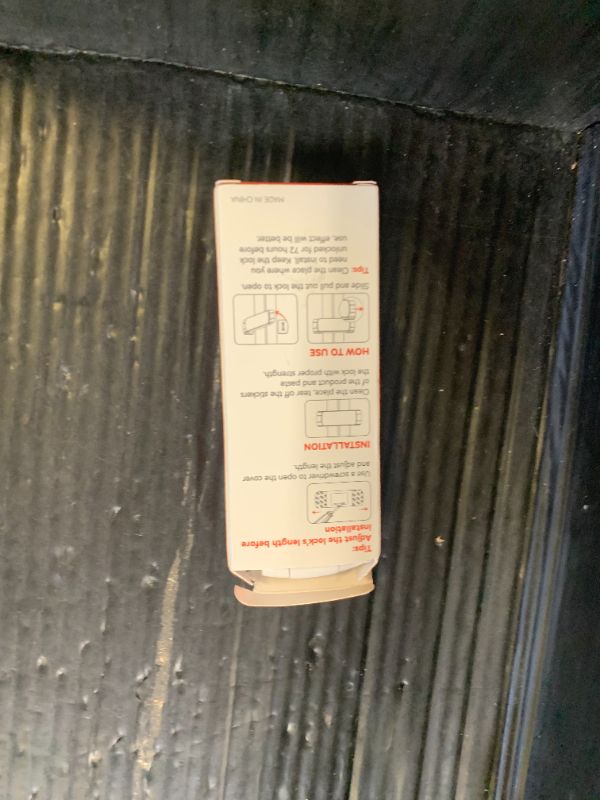 Tips:
Adjust the lock's length before
installation
Use a screwdriver to open the cover
and adjust the length.
INSTALLATION
Clean the place, tear off the stickers
of the product and paste
the lock with proper strength.
HOW TO USE
Slide and pull out the lock to open.
Tips: Clean the place where you
need to install. Keep the lock
unlocked for 72 hours before
use, effect will be better.
MADE IN CHINA